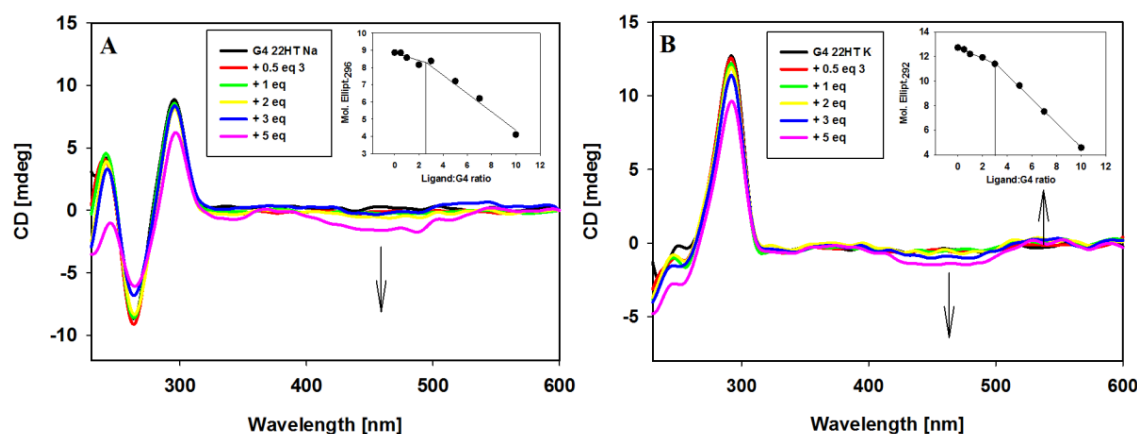 A
G4 22HT Na
+ 0.5 eq 3
+ 1 eq
+ 2 eq
+ 3 eq
+ 5 eq
Mol. Ellipt.296
10
9
8
7
6
5
4
3
0 2 4 6 8 10 12
Ligand:G4 ratio
CD [mdeg]
15
10
5
0
-5
-10
300 400 500 600
Wavelength [nm]
B
G4 22HT K
+ 0.5 eq 3
+ 1 eq
+ 2 eq
+ 3 eq
+ 5 eq
Mol. Ellipt.292
14
12
10
8
6
4
0 2 4 6 8 10 12
Ligand:G4 ratio
CD [mdeg]
15
10
5
0
-5
300 400 500 600
Wavelength [nm]